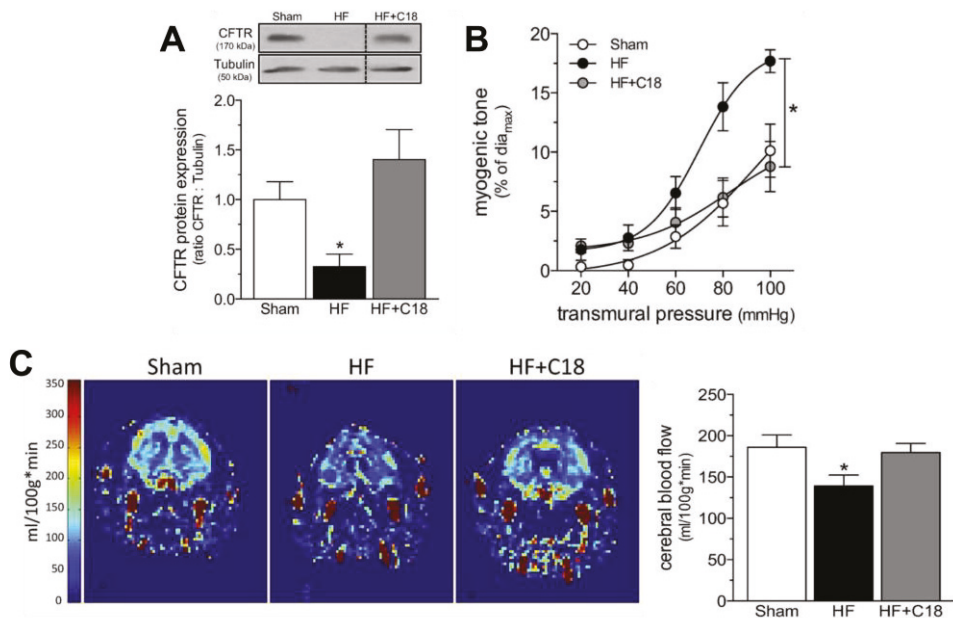 A
Sham HF HF+C18
CFTR
(170 kDa)
Tubulin
(50 kDa)
CFTR protein expression
(ratio CFTR : Tubulin)
2.0
1.5
1.0
0.5
0.0
*
Sham HF HF+C18
B
Sham
HF
HF+C18
myogenic tone
(% of dia_max)
20
15
10
5
0
*
20 40 60 80 100
transmural pressure (mmHg)
C
Sham HF HF+C18
ml/100g*min
350
300
250
200
150
100
50
0
cerebral blood flow
(ml/100g*min)
250
200
150
100
50
0
*
Sham HF HF+C18